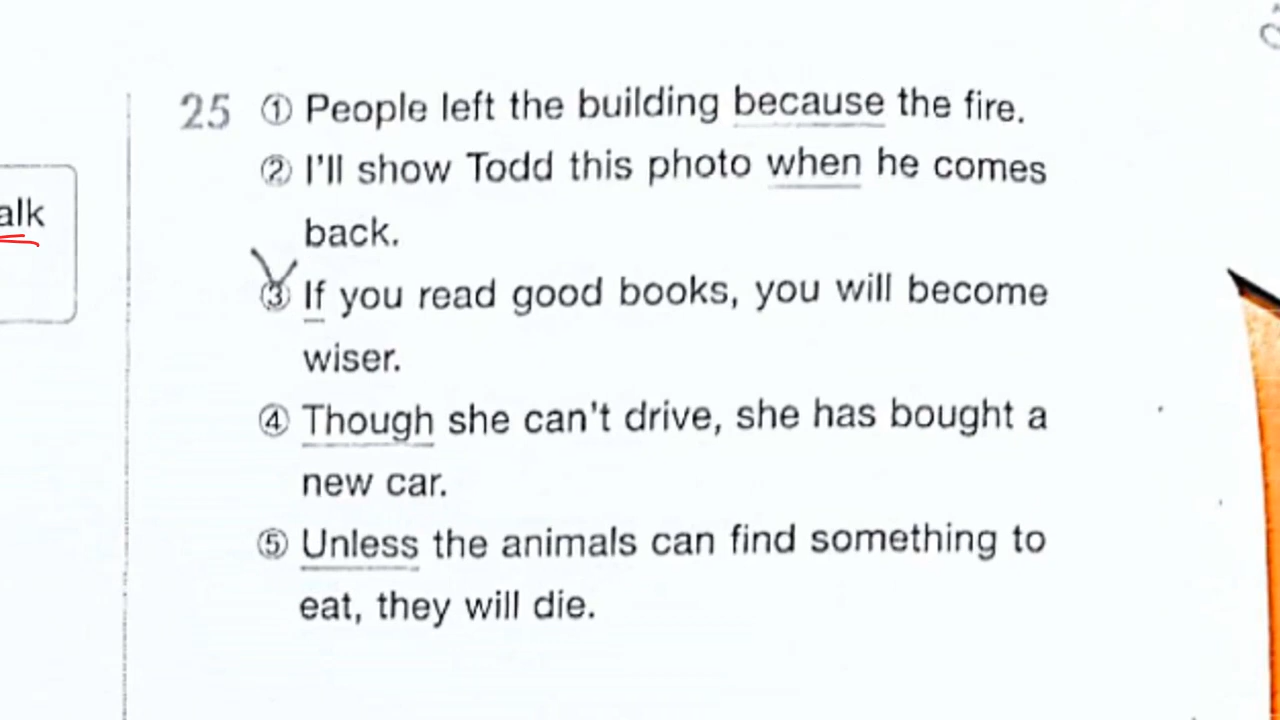 25 ① People left the building because the fire.
② I'll show Todd this photo when he comes
back.
alk
③ If you read good books, you will become
wiser.
④ Though she can't drive, she has bought a
new car.
⑤ Unless the animals can find something to
eat, they will die.